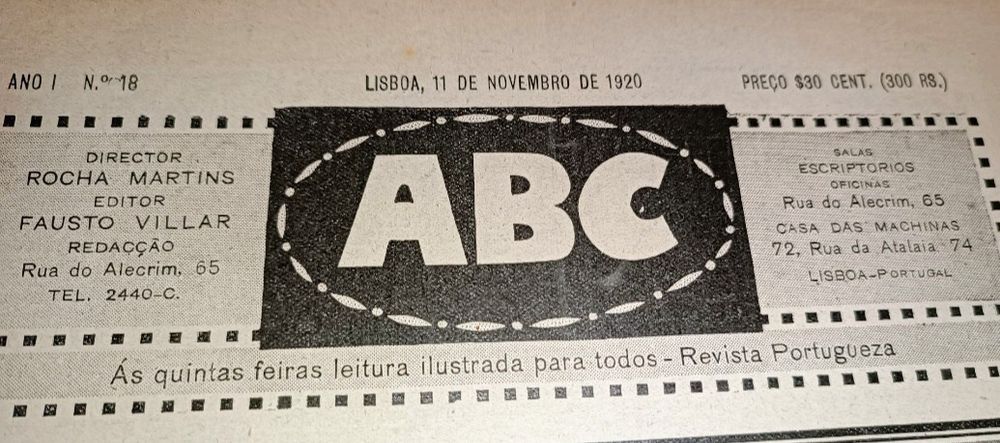 ANO I N.º 18
LISBOA, 11 DE NOVEMBRO DE 1920
PREÇO $30 CENT. (300 RS.)
DIRECTOR
ROCHA MARTINS
EDITOR
FAUSTO VILLAR
REDACÇÃO
Rua do Alecrim, 65
TEL. 2440-C.
ABC
SALAS
ESCRIPTORIOS
OFICINAS
Rua do Alecrim, 65
CASA DAS MACHINAS
72, Rua da Atalaia 74
LISBOA-PORTUGAL
Ás quintas feiras leitura ilustrada para todos - Revista Portugueza